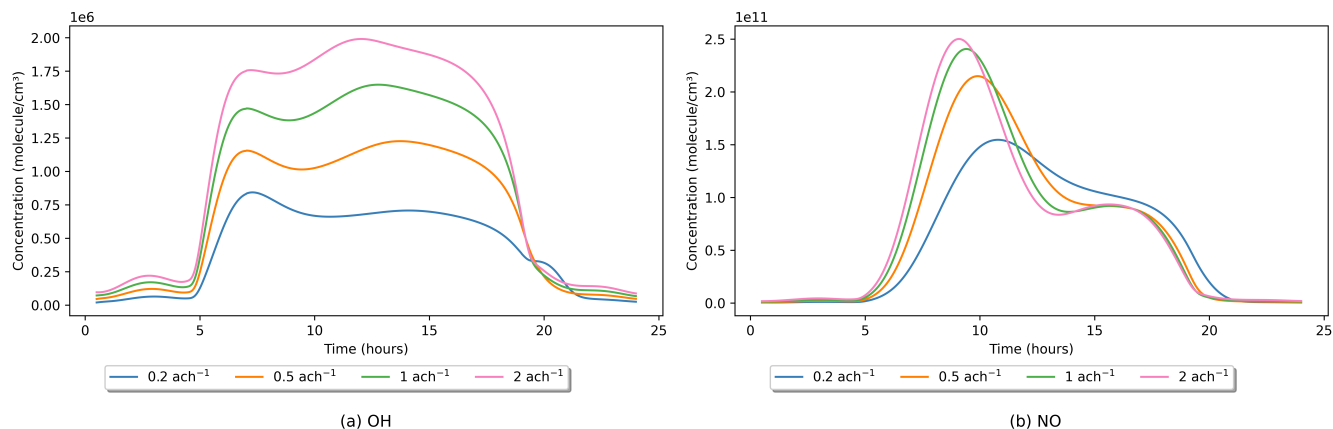 1e6
Concentration (molecule/cm³)
2.00
1.75
1.50
1.25
1.00
0.75
0.50
0.25
0.00
0 5 10 15 20 25
Time (hours)
0.2 ach⁻¹ 0.5 ach⁻¹ 1 ach⁻¹ 2 ach⁻¹
(a) OH
1e11
Concentration (molecule/cm³)
2.5
2.0
1.5
1.0
0.5
0.0
0 5 10 15 20 25
Time (hours)
0.2 ach⁻¹ 0.5 ach⁻¹ 1 ach⁻¹ 2 ach⁻¹
(b) NO